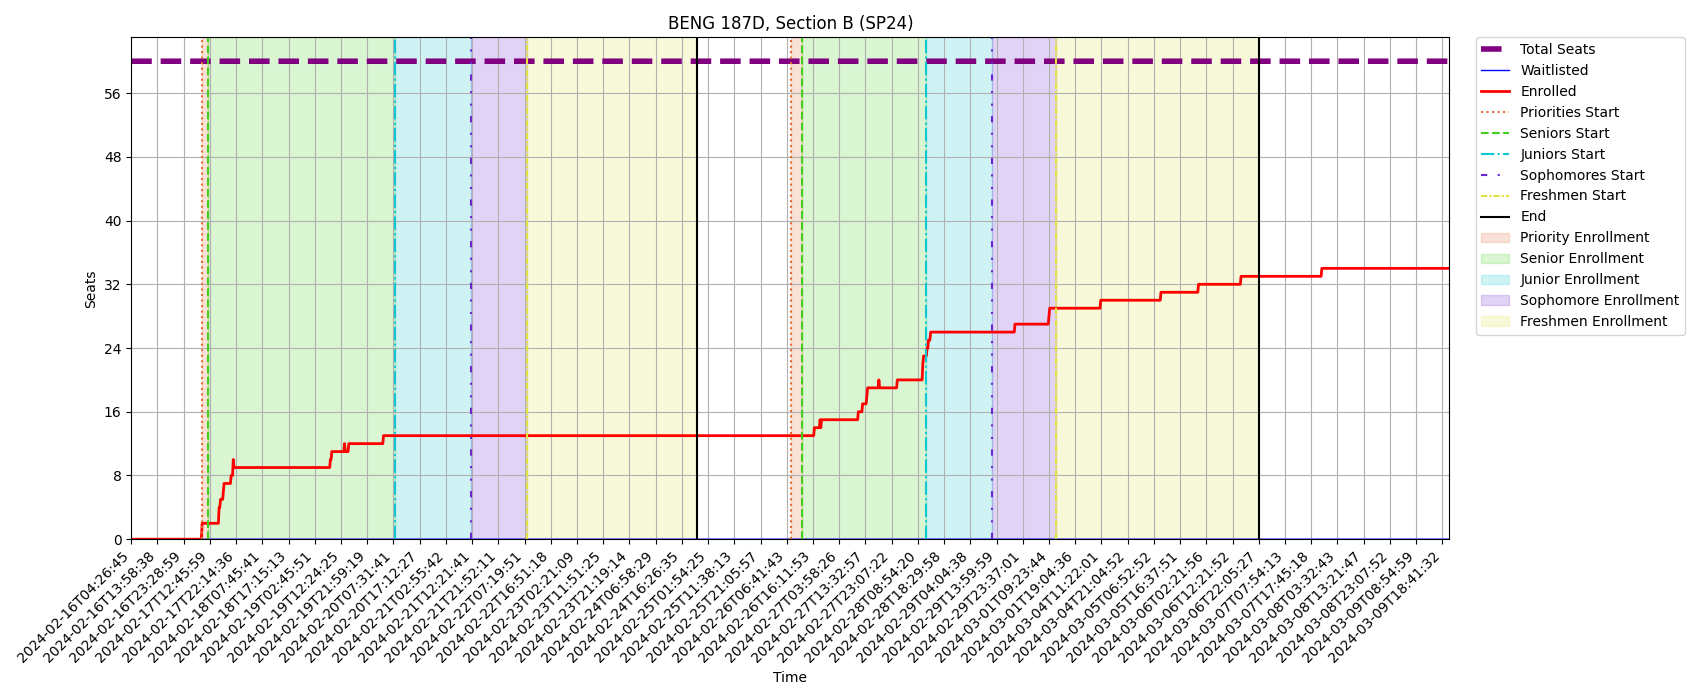 BENG 187D, Section B (SP24)
Seats
56
48
40
32
24
16
8
0
2024-02-16T04:26:45
2024-02-16T13:58:38
2024-02-16T23:28:59
2024-02-17T12:45:59
2024-02-17T22:14:36
2024-02-18T07:45:41
2024-02-18T17:15:13
2024-02-19T02:45:51
2024-02-19T12:24:25
2024-02-19T21:59:19
2024-02-20T07:31:41
2024-02-20T17:12:27
2024-02-21T02:55:42
2024-02-21T12:21:41
2024-02-21T21:52:11
2024-02-22T07:19:51
2024-02-22T16:51:18
2024-02-23T02:21:09
2024-02-23T11:51:25
2024-02-23T21:19:14
2024-02-24T06:58:29
2024-02-24T16:26:35
2024-02-25T01:54:25
2024-02-25T11:38:13
2024-02-25T21:05:57
2024-02-26T06:41:43
2024-02-26T16:11:53
2024-02-27T03:58:26
2024-02-27T13:32:57
2024-02-27T23:07:22
2024-02-28T08:54:20
2024-02-28T18:29:58
2024-02-29T04:04:38
2024-02-29T13:59:59
2024-02-29T23:37:01
2024-03-01T09:23:44
2024-03-01T19:04:36
2024-03-04T11:22:01
2024-03-04T21:04:52
2024-03-05T06:52:52
2024-03-05T16:37:51
2024-03-06T02:21:56
2024-03-06T12:21:52
2024-03-06T22:05:27
2024-03-07T07:54:13
2024-03-07T17:45:18
2024-03-08T03:32:43
2024-03-08T13:21:47
2024-03-08T23:07:52
2024-03-09T08:54:59
2024-03-09T18:41:32
Time
Total Seats
Waitlisted
Enrolled
Priorities Start
Seniors Start
Juniors Start
Sophomores Start
Freshmen Start
End
Priority Enrollment
Senior Enrollment
Junior Enrollment
Sophomore Enrollment
Freshmen Enrollment